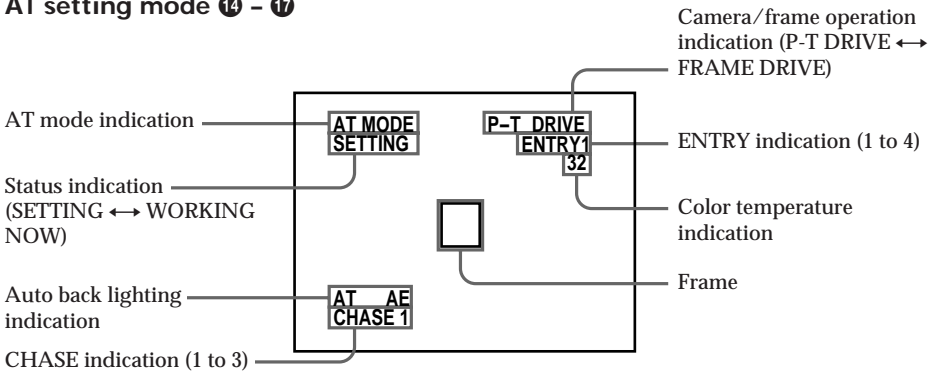 AT setting mode ⓮ – ⓱
Camera/frame operation
indication (P-T DRIVE ⟷
FRAME DRIVE)
AT mode indication
AT MODE
P–T DRIVE
SETTING
ENTRY1
ENTRY indication (1 to 4)
32
Status indication
(SETTING ⟷ WORKING
NOW)
Color temperature
indication
Frame
Auto back lighting
indication
AT AE
CHASE 1
CHASE indication (1 to 3)